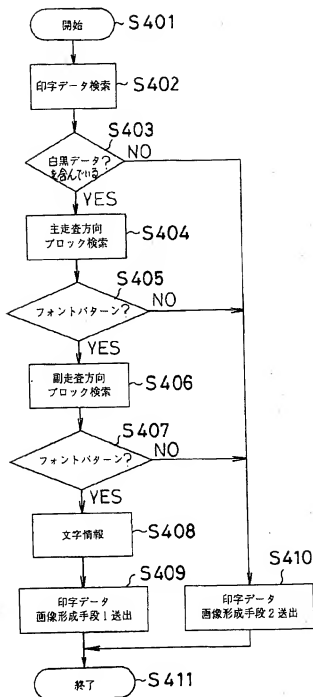 開始
S401
印字データ検索
S402
S403
白黒データ?
を含んでいる
NO
YES
主走査方向
ブロック検索
S404
S405
フォントパターン?
NO
YES
副走査方向
ブロック検索
S406
S407
フォントパターン?
NO
YES
文字情報
S408
S409
印字データ
画像形成手段1送出
S410
印字データ
画像形成手段2送出
終了
S411